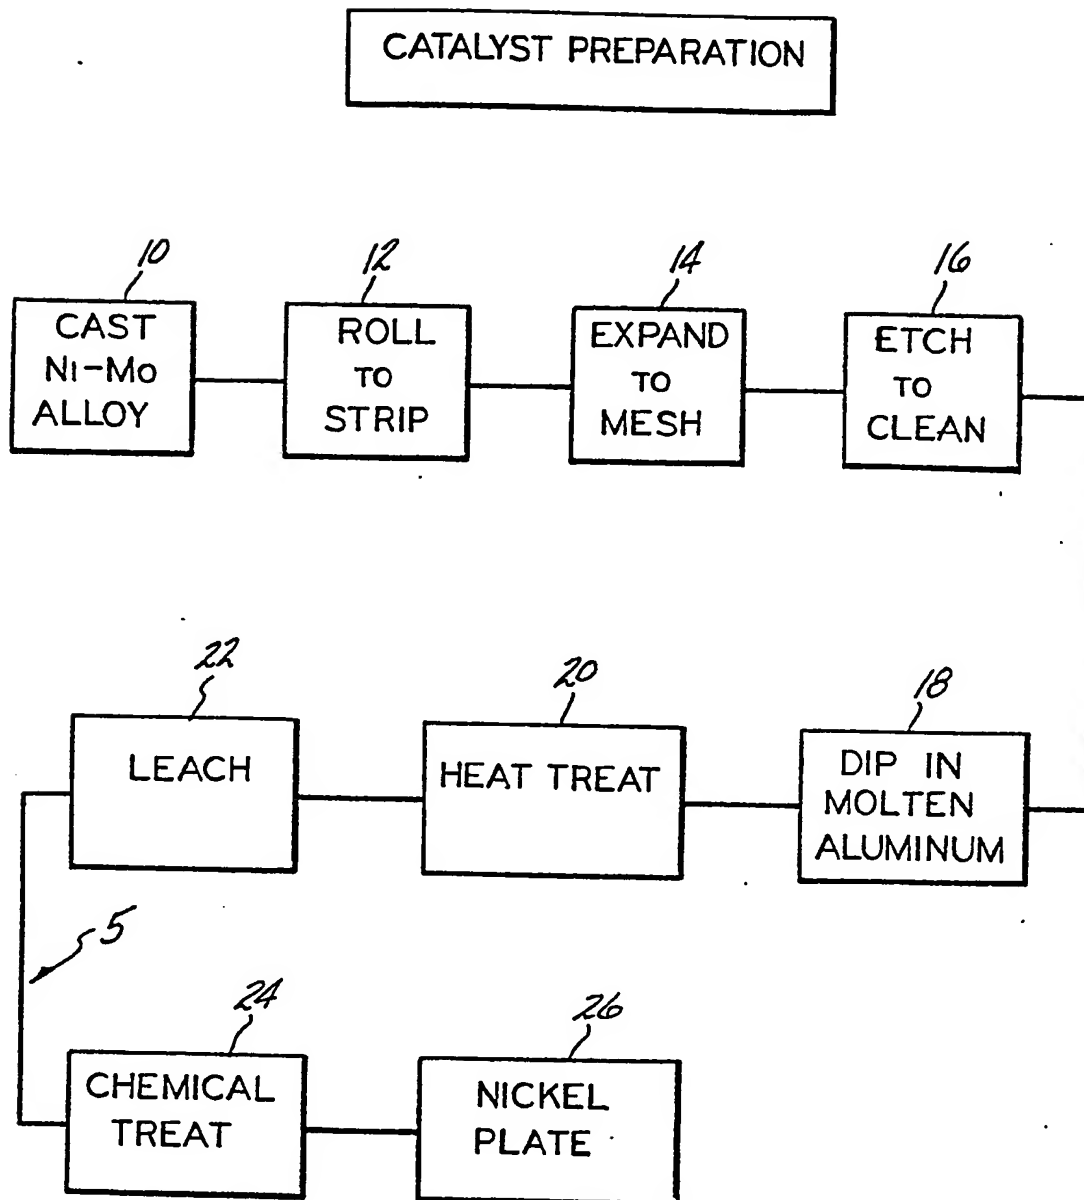 CATALYST PREPARATION
10
CAST
Ni-Mo
ALLOY
12
ROLL
TO
STRIP
14
EXPAND
TO
MESH
16
ETCH
TO
CLEAN
22
LEACH
20
HEAT TREAT
18
DIP IN
MOLTEN
ALUMINUM
5
24
CHEMICAL
TREAT
26
NICKEL
PLATE